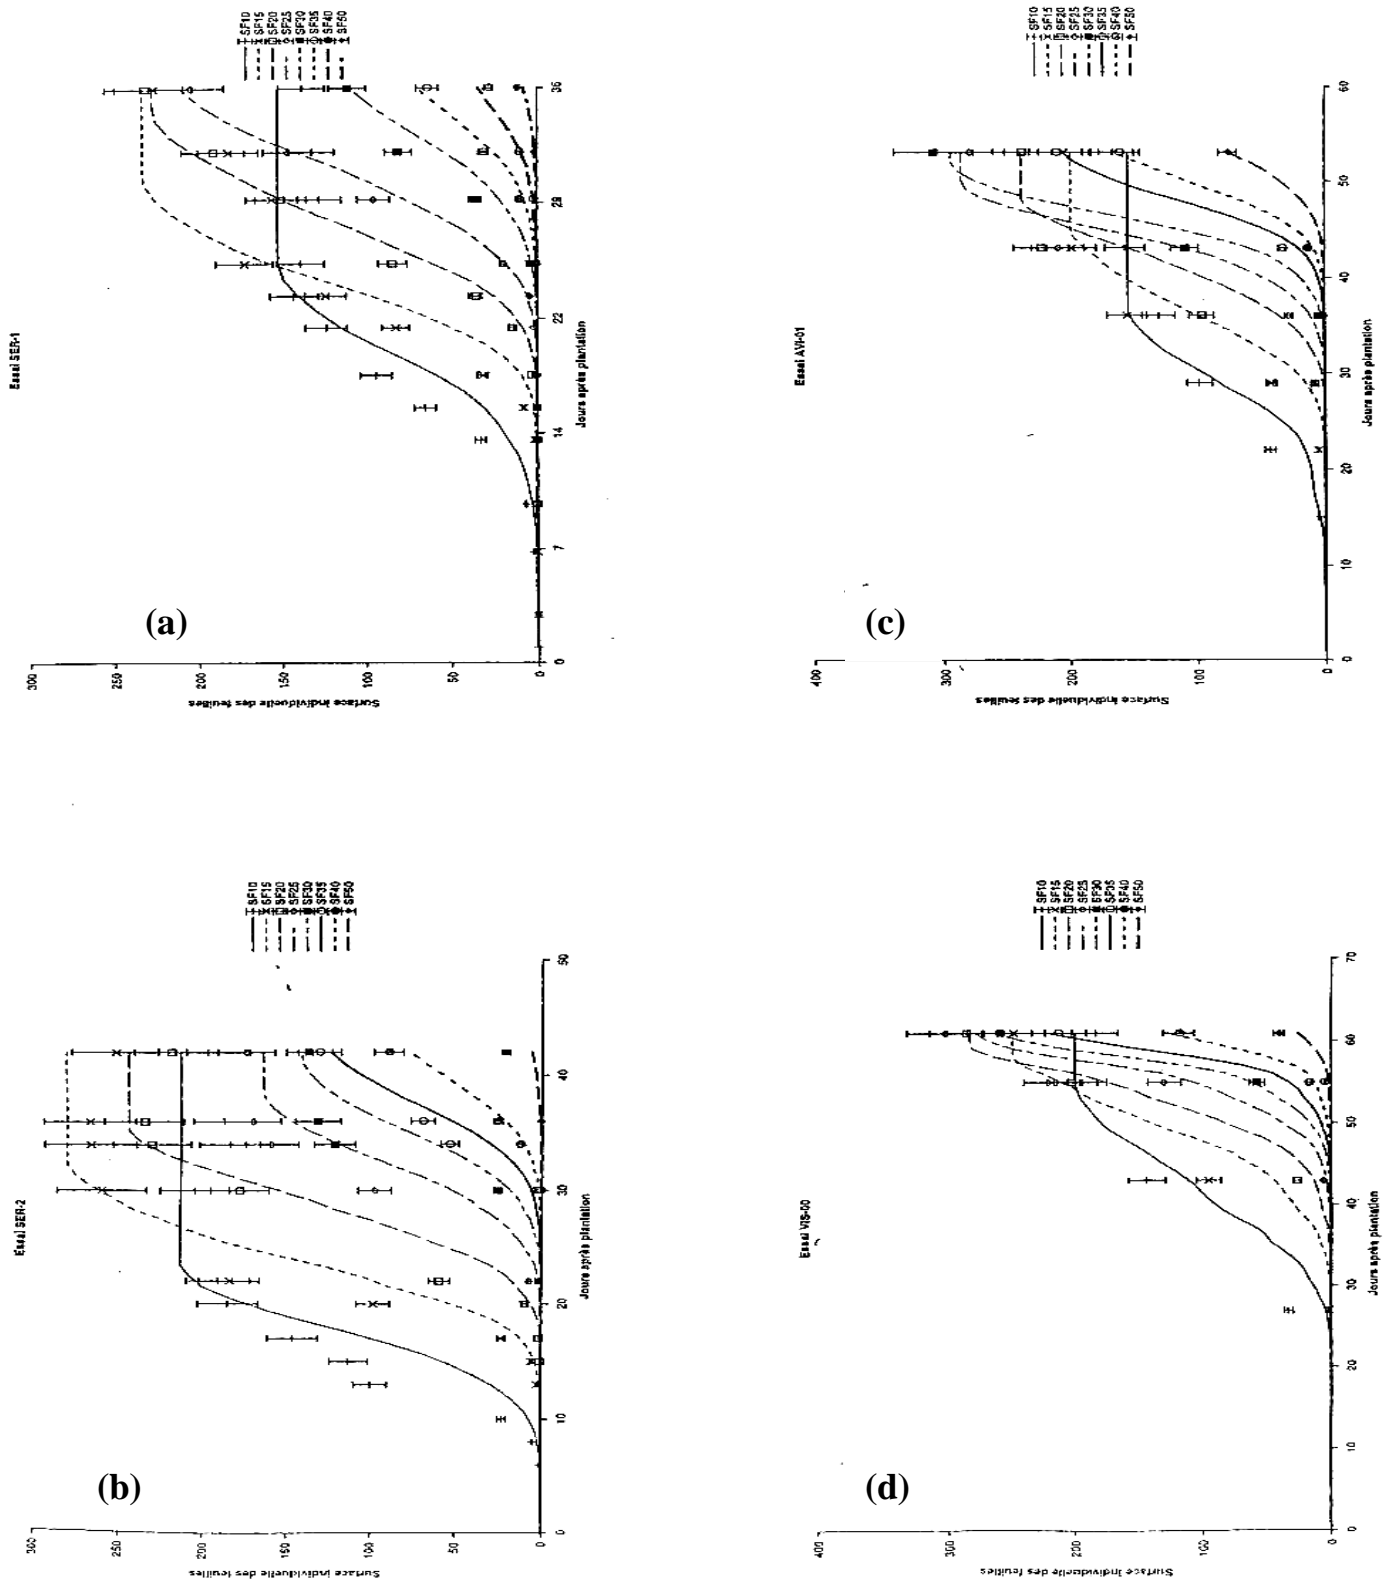 Essai SER-1
Surface individuelle des feuilles
300
250
200
150
100
50
0
0
7
14
22
29
36
Jours après plantation
SF10
SF15
SF20
SF25
SF30
SF35
SF40
SF50
(a)
Essai AVI-01
Surface individuelle des feuilles
400
300
200
100
0
0
10
20
30
40
50
60
Jours après plantation
SF10
SF15
SF20
SF25
SF30
SF35
SF40
SF50
(c)
Essai SER-2
Surface individuelle des feuilles
300
250
200
150
100
50
0
0
10
20
30
40
50
Jours après plantation
SF10
SF15
SF20
SF25
SF30
SF35
SF40
SF50
(b)
Essai VIS-00
Surface individuelle des feuilles
400
300
200
100
0
0
10
20
30
40
50
60
70
Jours après plantation
SF10
SF15
SF20
SF25
SF30
SF35
SF40
SF50
(d)